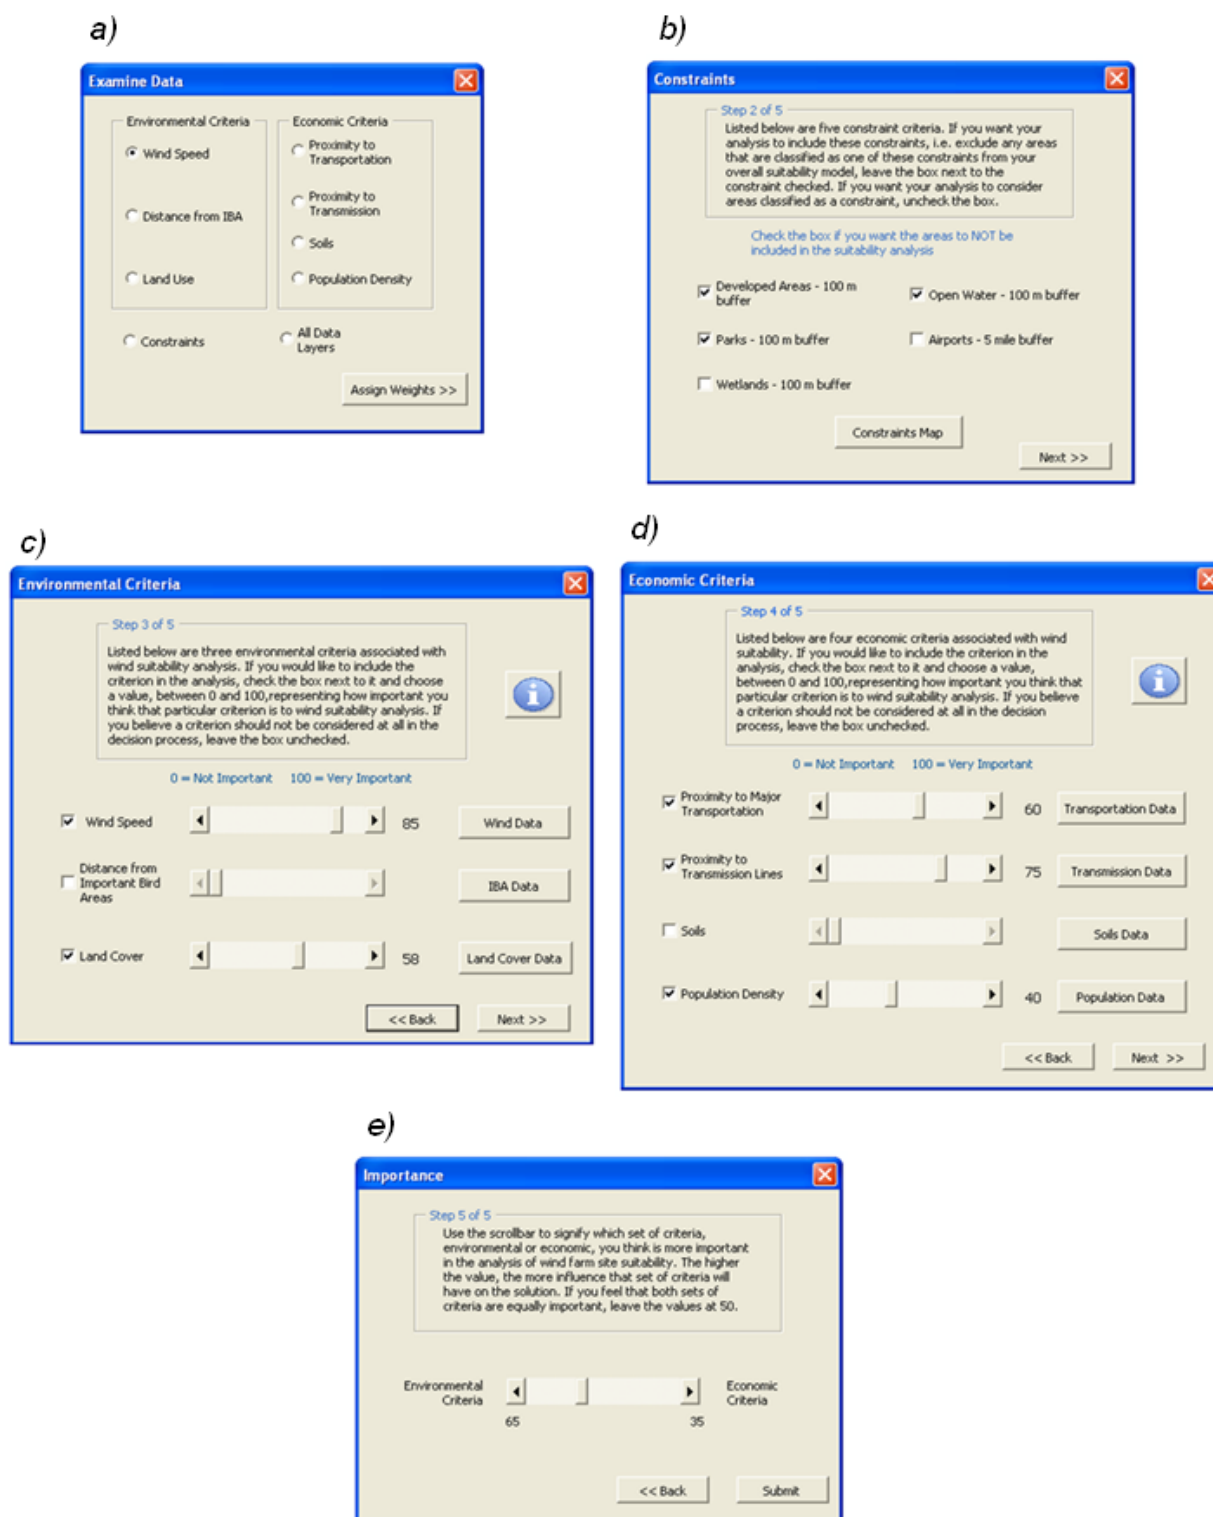 a)
Examine Data
Environmental Criteria
Wind Speed
Distance from IBA
Land Use
Economic Criteria
Proximity to
Transportation
Proximity to
Transmission
Soils
Population Density
Constraints
All Data
Layers
Assign Weights >>
b)
Constraints
Step 2 of 5
Listed below are five constraint criteria. If you want your
analysis to include these constraints, i.e. exclude any areas
that are classified as one of these constraints from your
overall suitability model, leave the box next to the
constraint checked. If you want your analysis to consider
areas classified as a constraint, uncheck the box.
Check the box if you want the areas to NOT be
included in the suitability analysis
Developed Areas - 100 m
buffer
Open Water - 100 m buffer
Parks - 100 m buffer
Airports - 5 mile buffer
Wetlands - 100 m buffer
Constraints Map
Next >>
c)
Environmental Criteria
Step 3 of 5
Listed below are three environmental criteria associated with
wind suitability analysis. If you would like to include the
criterion in the analysis, check the box next to it and choose
a value, between 0 and 100,representing how important you
think that particular criterion is to wind suitability analysis. If
you believe a criterion should not be considered at all in the
decision process, leave the box unchecked.
0 = Not Important 100 = Very Important
Wind Speed 85 Wind Data
Distance from
Important Bird
Areas
IBA Data
Land Cover 58 Land Cover Data
<< Back Next >>
d)
Economic Criteria
Step 4 of 5
Listed below are four economic criteria associated with wind
suitability. If you would like to include the criterion in the
analysis, check the box next to it and choose a value,
between 0 and 100,representing how important you think
that particular criterion is to wind suitability analysis. If you believe
a criterion should not be considered at all in the decision
process, leave the box unchecked.
0 = Not Important 100 = Very Important
Proximity to Major
Transportation
60 Transportation Data
Proximity to
Transmission Lines
75 Transmission Data
Soils Soils Data
Population Density 40 Population Data
<< Back Next >>
e)
Importance
Step 5 of 5
Use the scrollbar to signify which set of criteria,
environmental or economic, you think is more important
in the analysis of wind farm site suitability. The higher
the value, the more influence that set of criteria will
have on the solution. If you feel that both sets of
criteria are equally important, leave the values at 50.
Environmental
Criteria
Economic
Criteria
65 35
<< Back Submit